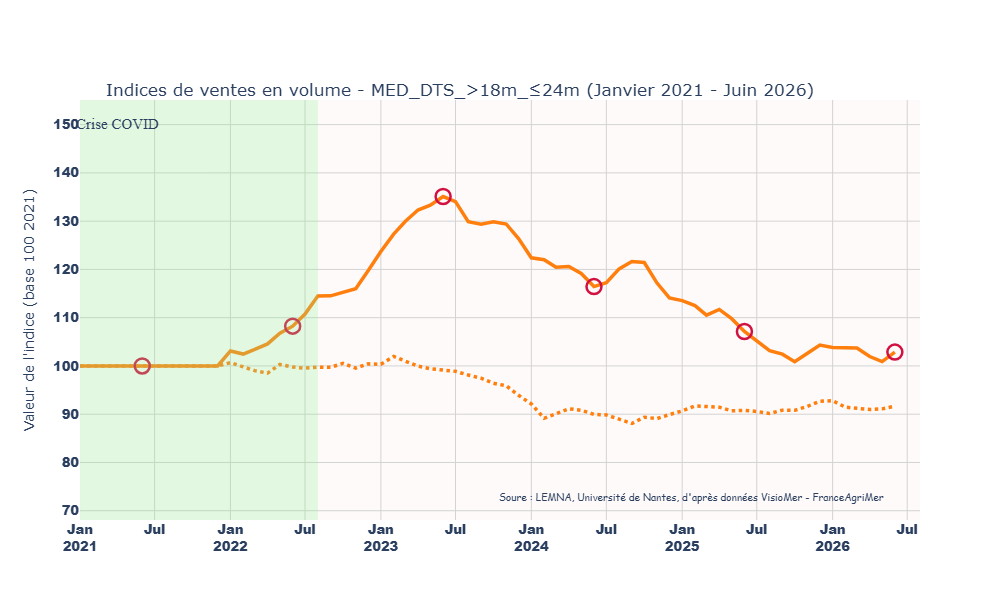 Indices de ventes en volume - MED_DTS_>18m_≤24m (Janvier 2021 - Juin 2026)
Valeur de l'indice (base 100 2021)
150
Crise COVID
140
130
120
110
100
90
80
70
Soure : LEMNA, Université de Nantes, d'après données VisioMer - FranceAgriMer
Jan Jul Jan Jul Jan Jul Jan Jul Jan Jul Jan Jul
2021 2022 2023 2024 2025 2026